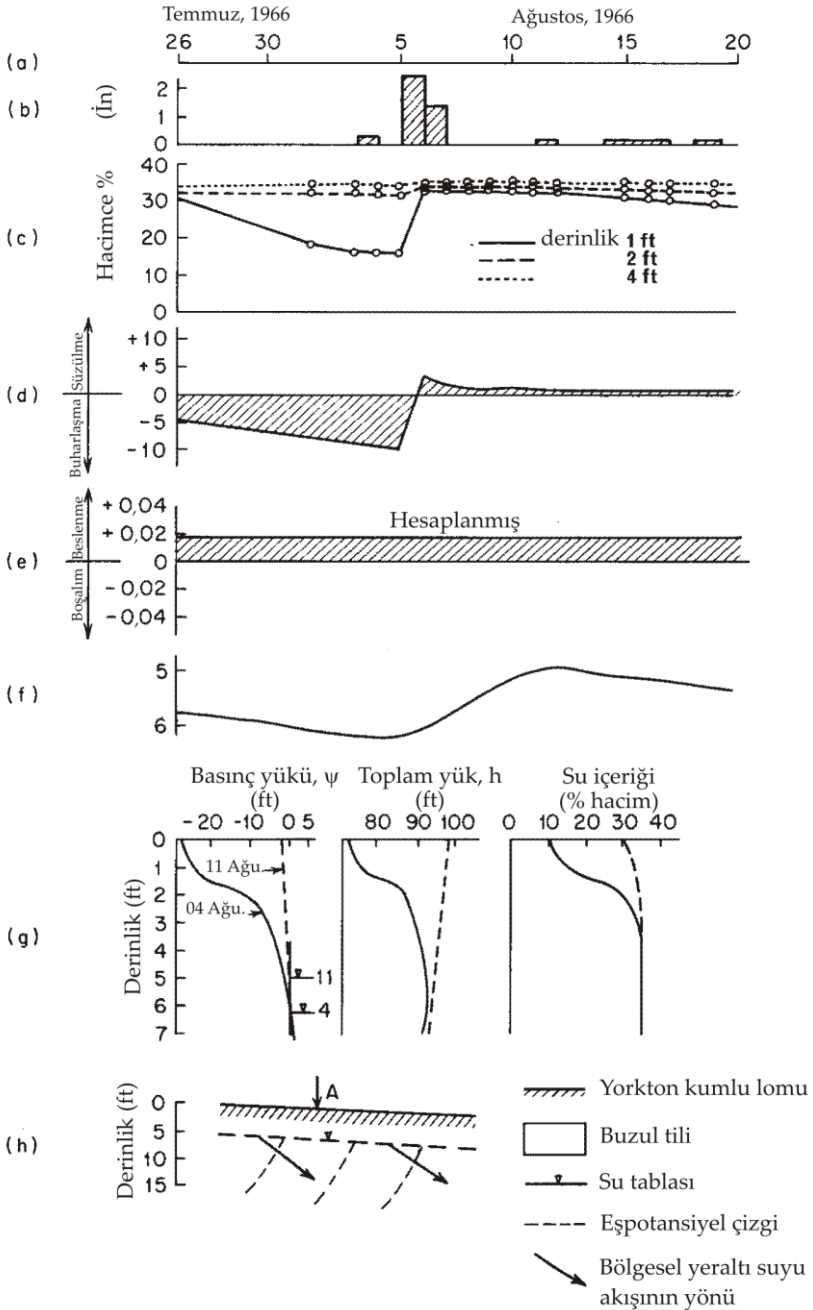 Temmuz, 1966 Ağustos, 1966
26 30 5 10 15 20
(a)
(b)
(İn)
2
1
0
(c)
Hacimce %
40
30
20
10
0
derinlik 1 ft
2 ft
4 ft
(d)
Buharlaşma Süzülme
+10
+5
0
-5
-10
(e)
Boşalım Beslenme
+ 0,04
+ 0,02
0
- 0,02
- 0,04
Hesaplanmış
(f)
5
6
(g)
Basınç yükü, ψ Toplam yük, h Su içeriği
(ft) (ft) (% hacim)
-20 -10 0 5 80 90 100 0 20 40
Derinlik (ft)
0
1
2
3
4
5
6
7
11 Ağu.
04 Ağu.
11
4
(h)
Derinlik (ft)
0
5
10
15
A
Yorkton kumlu lomu
Buzul tili
Su tablası
Eşpotansiyel çizgi
Bölgesel yeraltı suyu
akışının yönü